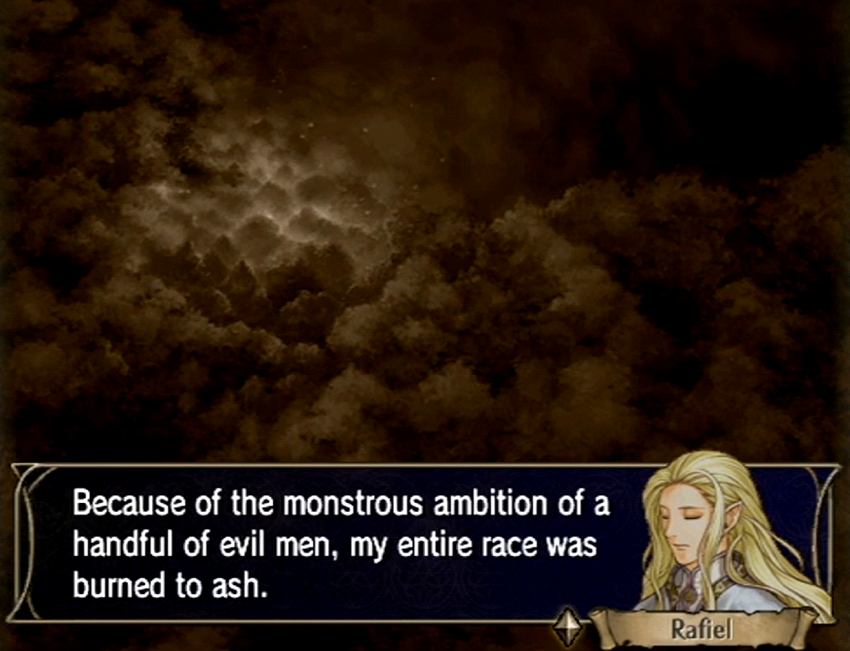 Because of the monstrous ambition of a
handful of evil men, my entire race was
burned to ash.
Rafiel